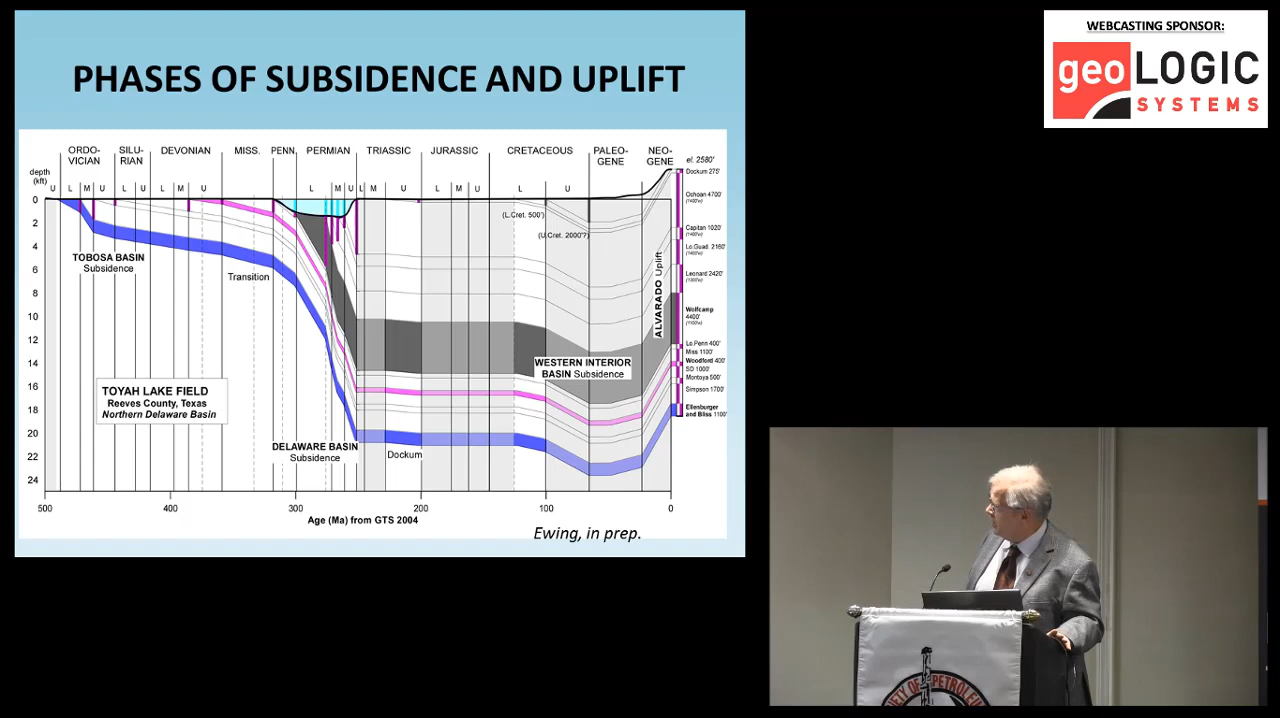 PHASES OF SUBSIDENCE AND UPLIFT
WEBCASTING SPONSOR:
geoLOGIC
SYSTEMS
ORDO-
VICIAN
SILU-
RIAN
DEVONIAN
MISS.
PENN.
PERMIAN
TRIASSIC
JURASSIC
CRETACEOUS
PALEO-
GENE
NEO-
GENE
el. 2580'
depth
(kft)
U L M U L U L M U L U L M U L M U L M U L U
0
2
4
6
8
10
12
14
16
18
20
22
24
TOBOSA BASIN
Subsidence
Transition
(L.Cret. 500')
(U.Cret. 2000'?)
ALVARADO Uplift
WESTERN INTERIOR
BASIN Subsidence
TOYAH LAKE FIELD
Reeves County, Texas
Northern Delaware Basin
DELAWARE BASIN
Subsidence
Dockum
Dockum 275'
Ochoan 4700'
Capitan 1020'
Lo.Guad. 2160'
Leonard 2420'
Wolfcamp
4400'
Lo.Penn 400'
Miss 1100'
Woodford 400'
SD 1000'
Montoya 500'
Simpson 1700'
Ellenburger
and Bliss 1100'
500 400 300 200 100 0
Age (Ma) from GTS 2004
Ewing, in prep.
ETY OF PETROLEU